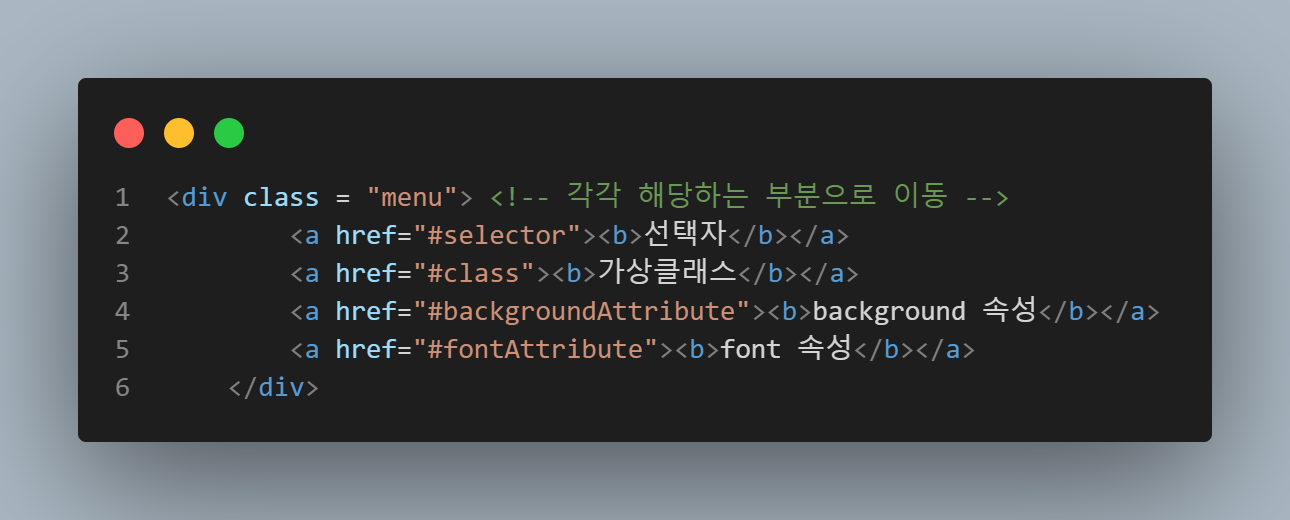 1 <div class = "menu"> <!-- 각각 해당하는 부분으로 이동 -->
2 <a href="#selector"><b>선택자</b></a>
3 <a href="#class"><b>가상클래스</b></a>
4 <a href="#backgroundAttribute"><b>background 속성</b></a>
5 <a href="#fontAttribute"><b>font 속성</b></a>
6 </div>